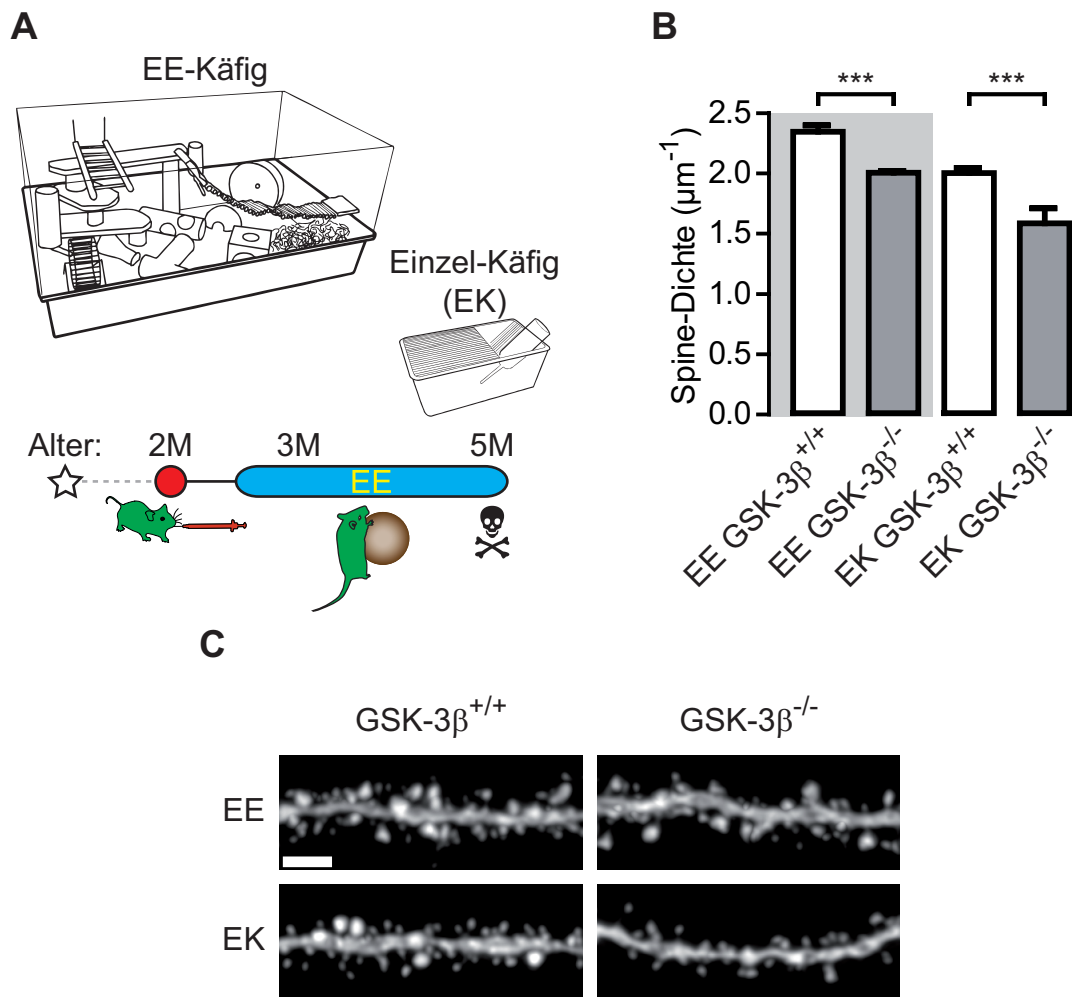 A
EE-Käfig
Einzel-Käfig
(EK)
Alter: 2M 3M 5M
EE
B
*** ***
Spine-Dichte (µm⁻¹)
2.5
2.0
1.5
1.0
0.5
0.0
EE GSK-3β⁺/⁺
EE GSK-3β⁻/⁻
EK GSK-3β⁺/⁺
EK GSK-3β⁻/⁻
C
GSK-3β⁺/⁺ GSK-3β⁻/⁻
EE
EK